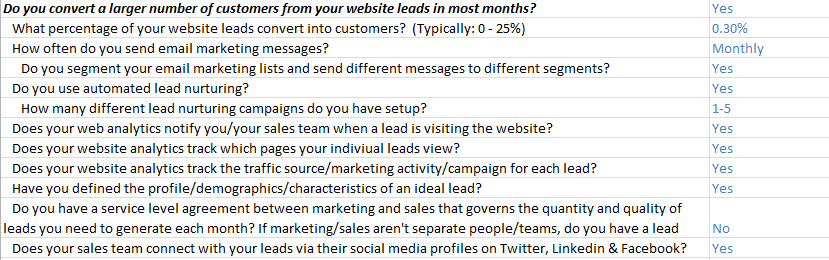 Do you convert a larger number of customers from your website leads in most months? Yes
What percentage of your website leads convert into customers? (Typically: 0 - 25%) 0.30%
How often do you send email marketing messages? Monthly
Do you segment your email marketing lists and send different messages to different segments? Yes
Do you use automated lead nurturing? Yes
How many different lead nurturing campaigns do you have setup? 1-5
Does your web analytics notify you/your sales team when a lead is visiting the website? Yes
Does your website analytics track which pages your indiviual leads view? Yes
Does your website analytics track the traffic source/marketing activity/campaign for each lead? Yes
Have you defined the profile/demographics/characteristics of an ideal lead? Yes
Do you have a service level agreement between marketing and sales that governs the quantity and quality of
leads you need to generate each month? If marketing/sales aren't separate people/teams, do you have a lead No
Does your sales team connect with your leads via their social media profiles on Twitter, Linkedin & Facebook? Yes